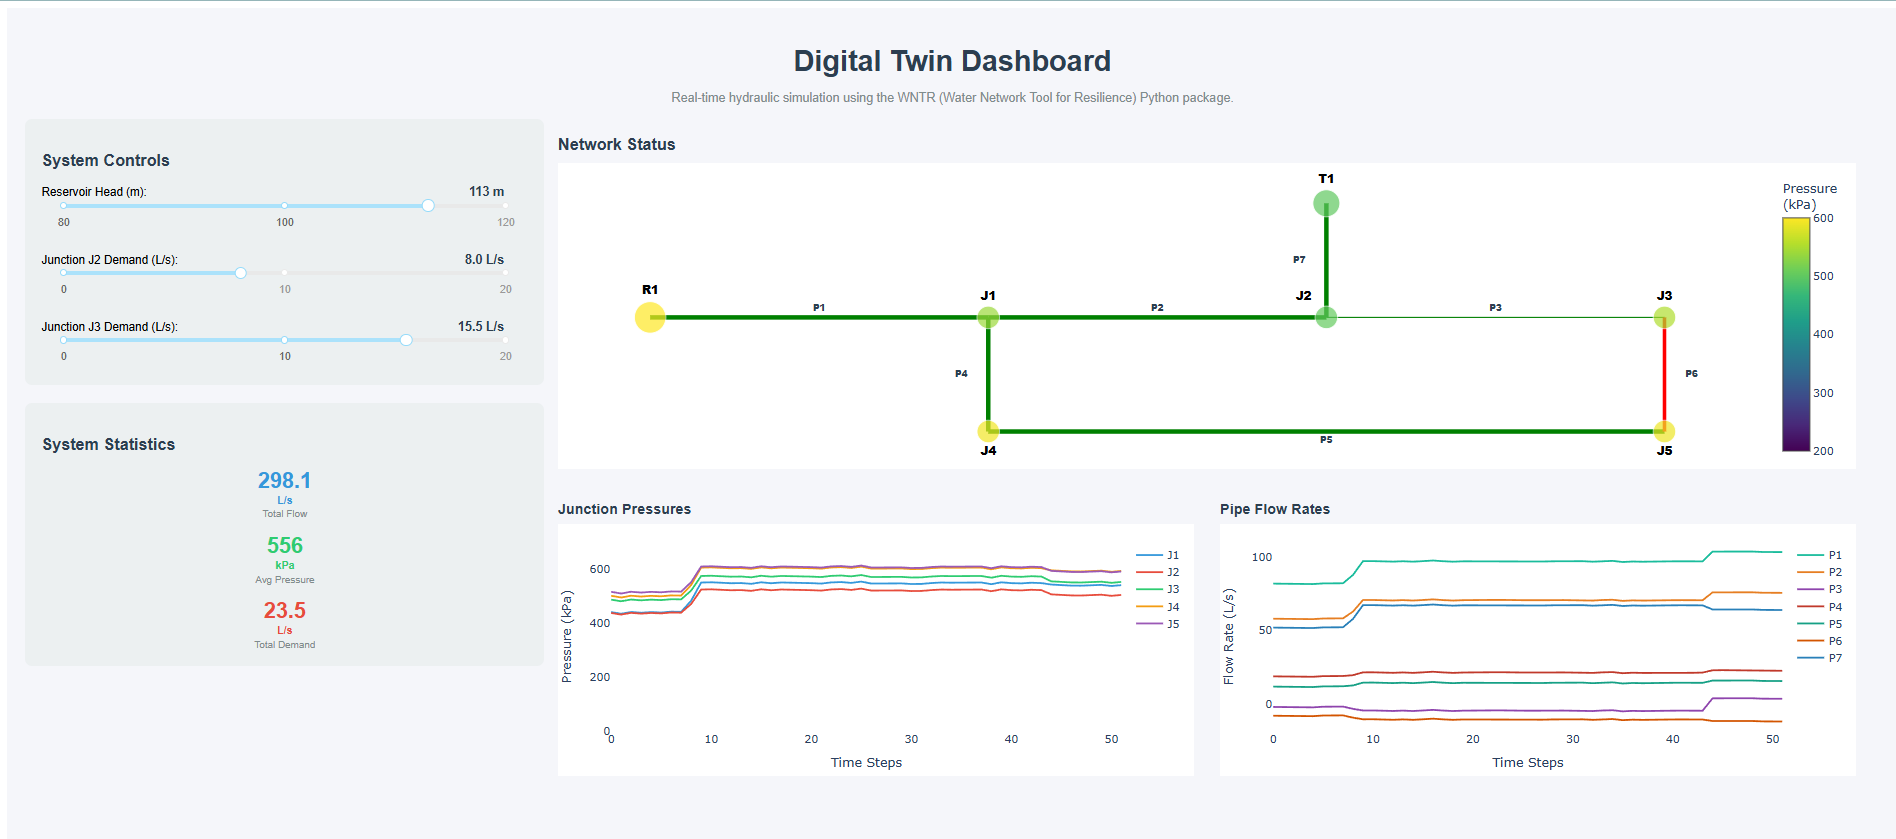 Digital Twin Dashboard
Real-time hydraulic simulation using the WNTR (Water Network Tool for Resilience) Python package.
System Controls
Reservoir Head (m): 113 m
80 100 120
Junction J2 Demand (L/s): 8.0 L/s
0 10 20
Junction J3 Demand (L/s): 15.5 L/s
0 10 20
System Statistics
298.1
L/s
Total Flow
556
kPa
Avg Pressure
23.5
L/s
Total Demand
Network Status
T1
P7
R1 J1 J2 J3
P1 P2 P3
P4 P6
P5
J4 J5
Pressure
(kPa)
600
500
400
300
200
Junction Pressures
Pressure (kPa)
600
400
200
0
0 10 20 30 40 50
Time Steps
J1
J2
J3
J4
J5
Pipe Flow Rates
Flow Rate (L/s)
100
50
0
0 10 20 30 40 50
Time Steps
P1
P2
P3
P4
P5
P6
P7